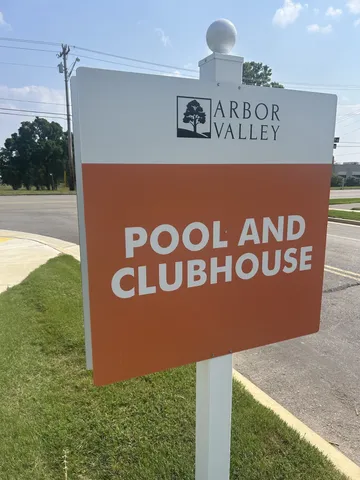 ARBOR
VALLEY
POOL AND
CLUBHOUSE